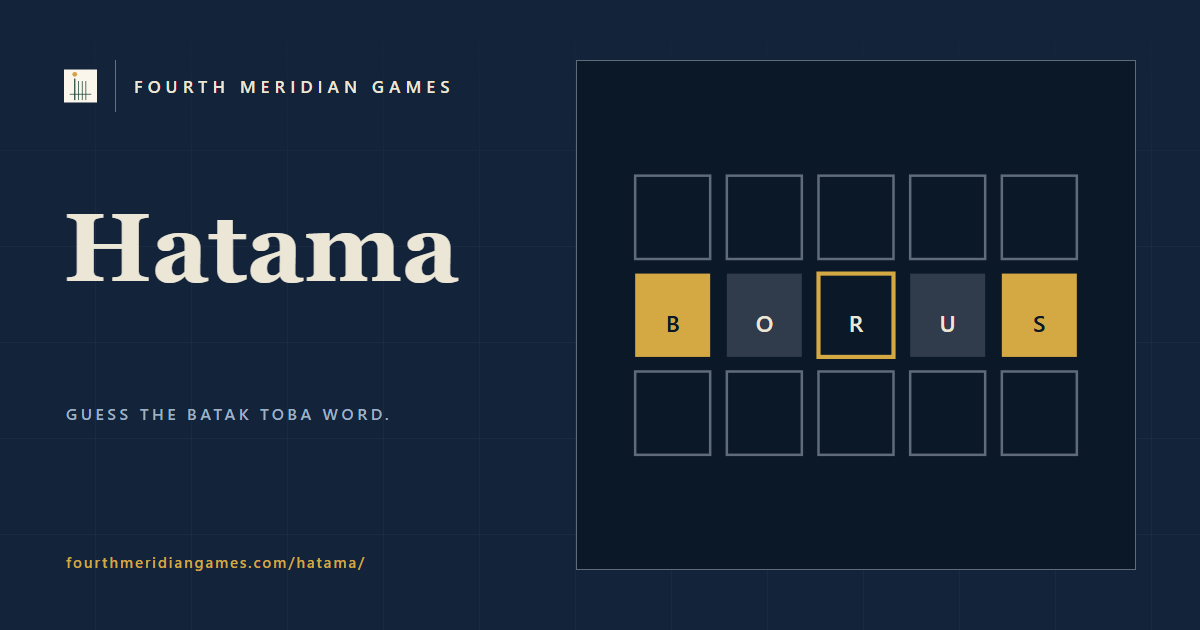 FOURTH MERIDIAN GAMES
Hatama
GUESS THE BATAK TOBA WORD.
fourthmeridiangames.com/hatama/
B O R U S